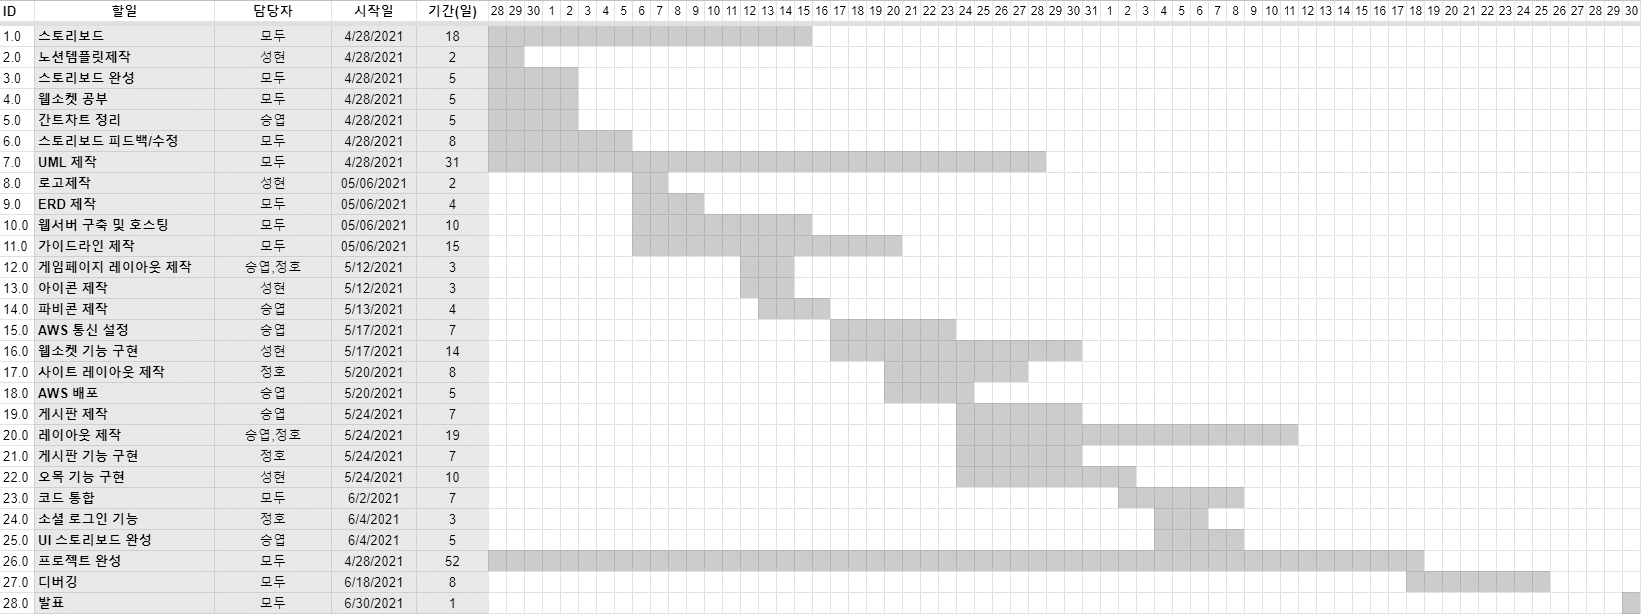 ID 할일 담당자 시작일 기간(일) 28 29 30 1 2 3 4 5 6 7 8 9 10 11 12 13 14 15 16 17 18 19 20 21 22 23 24 25 26 27 28 29 30 31 1 2 3 4 5 6 7 8 9 10 11 12 13 14 15 16 17 18 19 20 21 22 23 24 25 26 27 28 29 30
1.0 스토리보드 모두 4/28/2021 18
2.0 노션템플릿제작 성현 4/28/2021 2
3.0 스토리보드 완성 모두 4/28/2021 5
4.0 웹소켓 공부 모두 4/28/2021 5
5.0 간트차트 정리 승엽 4/28/2021 5
6.0 스토리보드 피드백/수정 모두 4/28/2021 8
7.0 UML 제작 모두 4/28/2021 31
8.0 로고제작 성현 05/06/2021 2
9.0 ERD 제작 모두 05/06/2021 4
10.0 웹서버 구축 및 호스팅 모두 05/06/2021 10
11.0 가이드라인 제작 모두 05/06/2021 15
12.0 게임페이지 레이아웃 제작 승엽,정호 5/12/2021 3
13.0 아이콘 제작 성현 5/12/2021 3
14.0 파비콘 제작 승엽 5/13/2021 4
15.0 AWS 통신 설정 승엽 5/17/2021 7
16.0 웹소켓 기능 구현 성현 5/17/2021 14
17.0 사이트 레이아웃 제작 정호 5/20/2021 8
18.0 AWS 배포 승엽 5/20/2021 5
19.0 게시판 제작 승엽 5/24/2021 7
20.0 레이아웃 제작 승엽,정호 5/24/2021 19
21.0 게시판 기능 구현 정호 5/24/2021 7
22.0 오목 기능 구현 성현 5/24/2021 10
23.0 코드 통합 모두 6/2/2021 7
24.0 소셜 로그인 기능 정호 6/4/2021 3
25.0 UI 스토리보드 완성 승엽 6/4/2021 5
26.0 프로젝트 완성 모두 4/28/2021 52
27.0 디버깅 모두 6/18/2021 8
28.0 발표 모두 6/30/2021 1